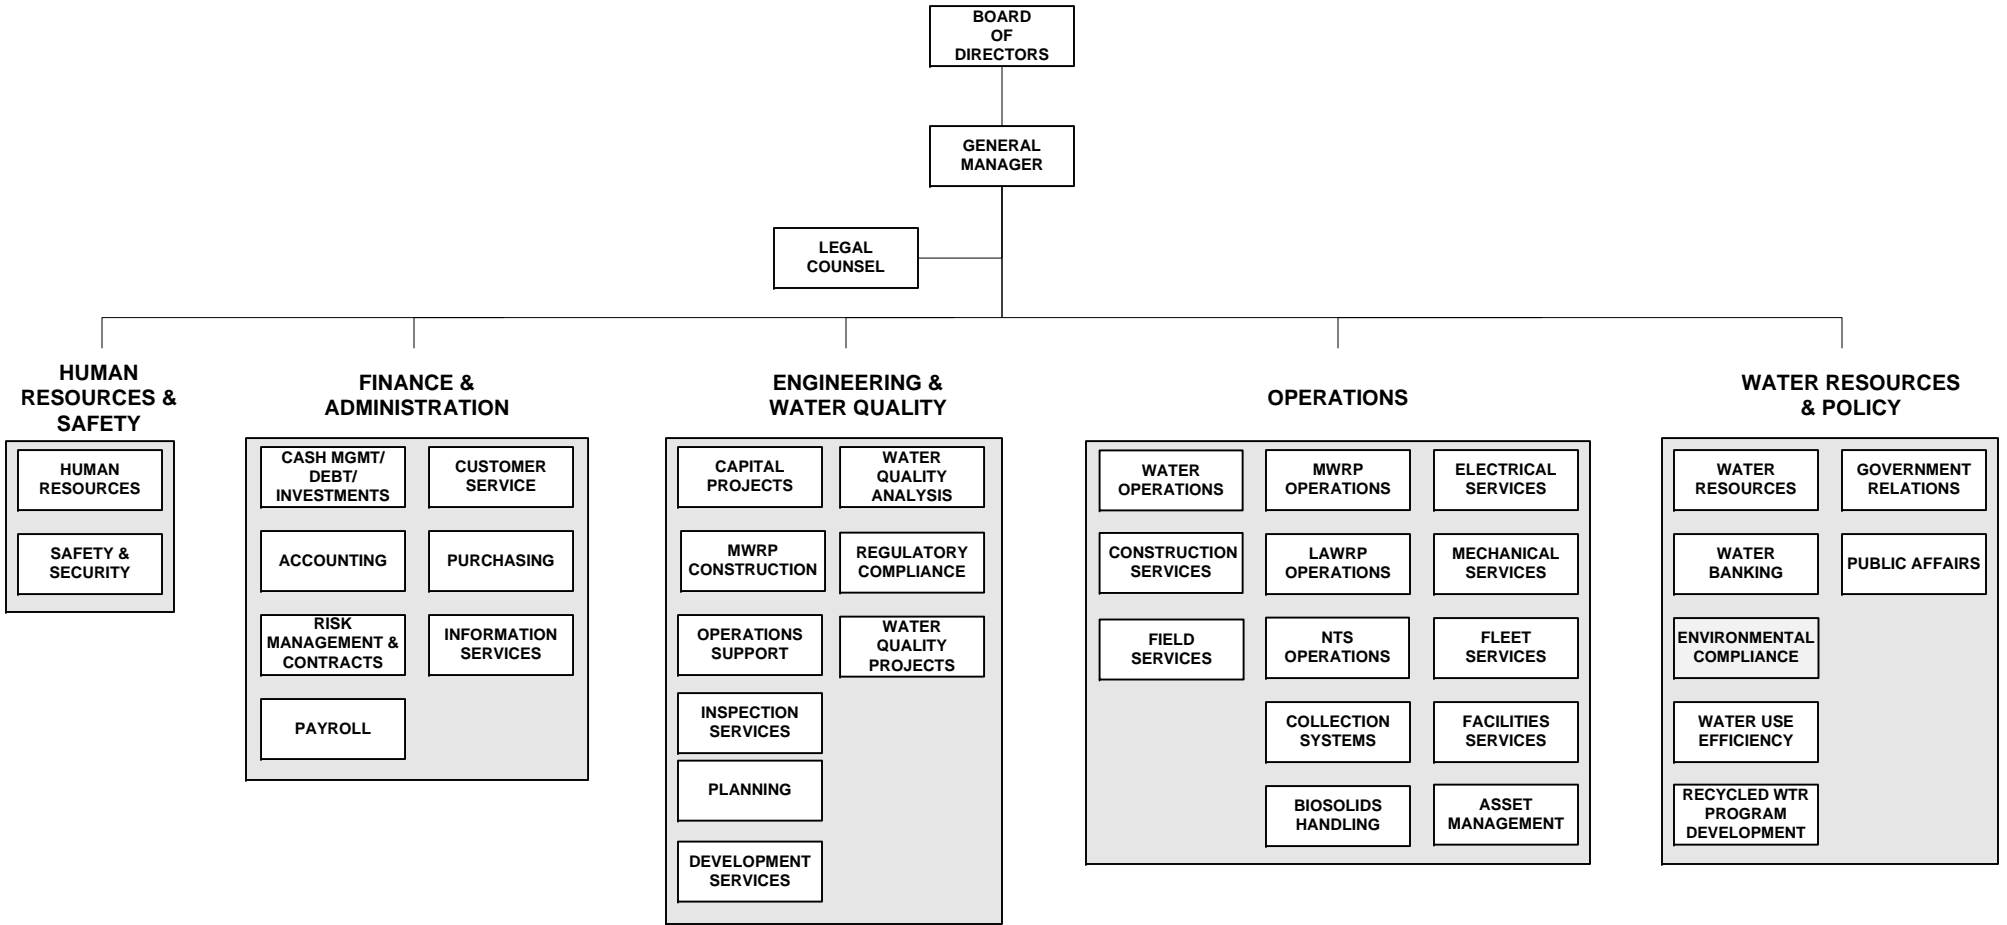 BOARD
OF
DIRECTORS
GENERAL
MANAGER
LEGAL
COUNSEL
HUMAN
RESOURCES &
SAFETY
HUMAN
RESOURCES
SAFETY &
SECURITY
FINANCE &
ADMINISTRATION
CASH MGMT/
DEBT/
INVESTMENTS
CUSTOMER
SERVICE
ACCOUNTING
PURCHASING
RISK
MANAGEMENT &
CONTRACTS
INFORMATION
SERVICES
PAYROLL
ENGINEERING &
WATER QUALITY
CAPITAL
PROJECTS
WATER
QUALITY
ANALYSIS
MWRP
CONSTRUCTION
REGULATORY
COMPLIANCE
OPERATIONS
SUPPORT
WATER
QUALITY
PROJECTS
INSPECTION
SERVICES
PLANNING
DEVELOPMENT
SERVICES
OPERATIONS
WATER
OPERATIONS
MWRP
OPERATIONS
ELECTRICAL
SERVICES
CONSTRUCTION
SERVICES
LAWRP
OPERATIONS
MECHANICAL
SERVICES
FIELD
SERVICES
NTS
OPERATIONS
FLEET
SERVICES
COLLECTION
SYSTEMS
FACILITIES
SERVICES
BIOSOLIDS
HANDLING
ASSET
MANAGEMENT
WATER RESOURCES
& POLICY
WATER
RESOURCES
GOVERNMENT
RELATIONS
WATER
BANKING
PUBLIC AFFAIRS
ENVIRONMENTAL
COMPLIANCE
WATER USE
EFFICIENCY
RECYCLED WTR
PROGRAM
DEVELOPMENT